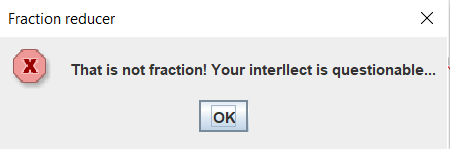 Fraction reducer
X
That is not fraction! Your interllect is questionable...
OK